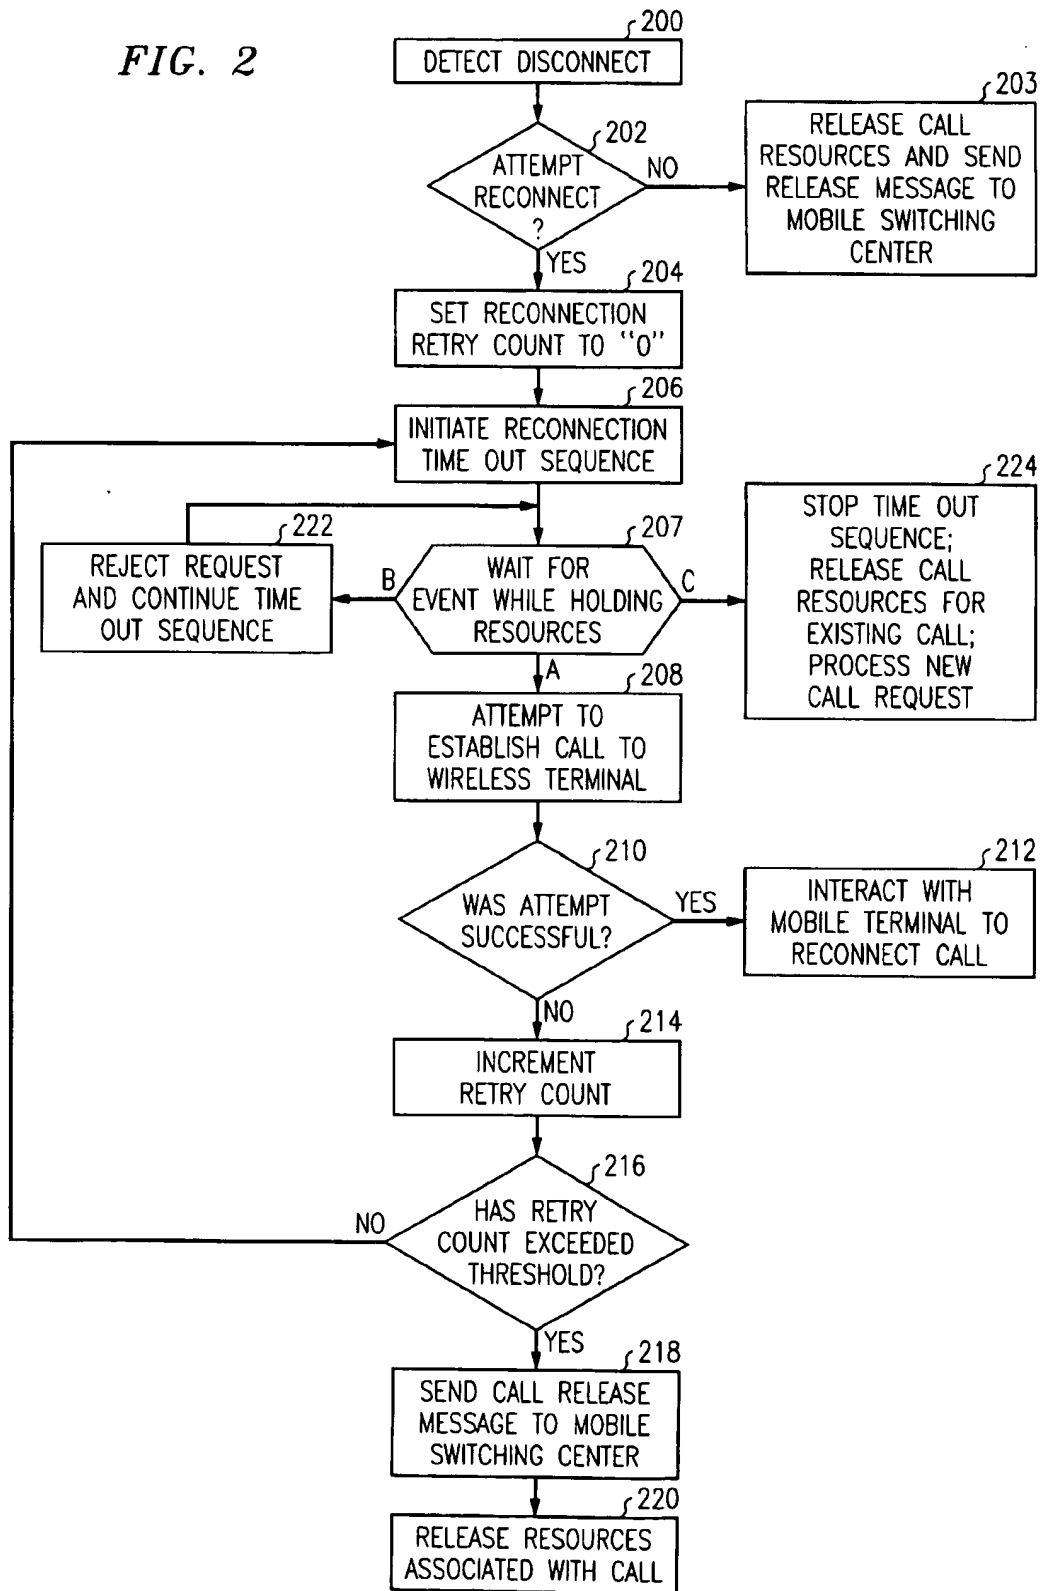 FIG. 2
200
DETECT DISCONNECT
202
ATTEMPT
RECONNECT
?
NO
YES
203
RELEASE CALL
RESOURCES AND SEND
RELEASE MESSAGE TO
MOBILE SWITCHING
CENTER
204
SET RECONNECTION
RETRY COUNT TO "0"
206
INITIATE RECONNECTION
TIME OUT SEQUENCE
222
REJECT REQUEST
AND CONTINUE TIME
OUT SEQUENCE
207
B
WAIT FOR
EVENT WHILE HOLDING
RESOURCES
C
A
224
STOP TIME OUT
SEQUENCE;
RELEASE CALL
RESOURCES FOR
EXISTING CALL;
PROCESS NEW
CALL REQUEST
208
ATTEMPT TO
ESTABLISH CALL TO
WIRELESS TERMINAL
210
WAS ATTEMPT
SUCCESSFUL?
YES
NO
212
INTERACT WITH
MOBILE TERMINAL TO
RECONNECT CALL
214
INCREMENT
RETRY COUNT
216
HAS RETRY
COUNT EXCEEDED
THRESHOLD?
NO
YES
218
SEND CALL RELEASE
MESSAGE TO MOBILE
SWITCHING CENTER
220
RELEASE RESOURCES
ASSOCIATED WITH CALL